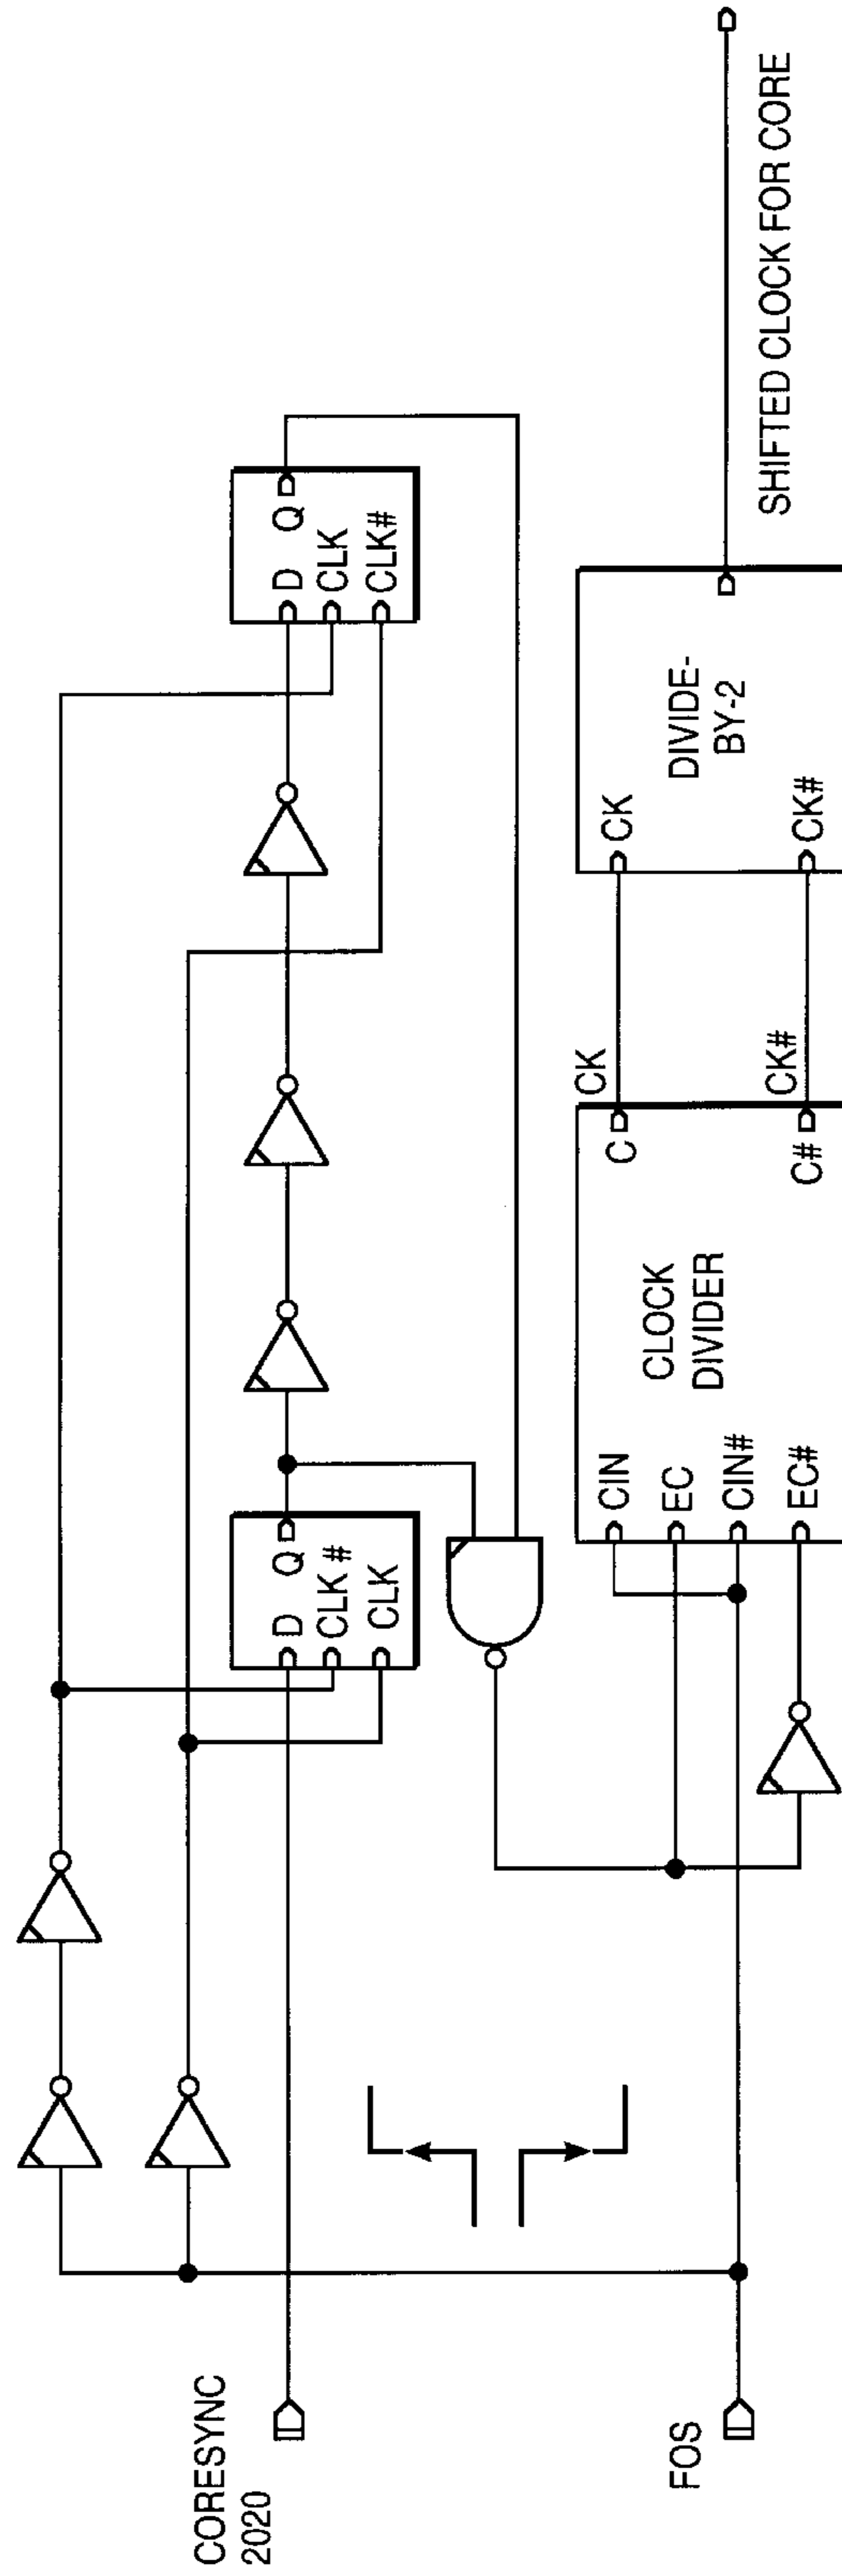 CORESYNC
2020
D Q
CLK #
CLK
D Q
CLK
CLK#
FOS
CIN
EC
CIN#
EC#
CLOCK
DIVIDER
C
C#
CK
CK#
CK
CK#
DIVIDE-
BY-2
SHIFTED CLOCK FOR CORE